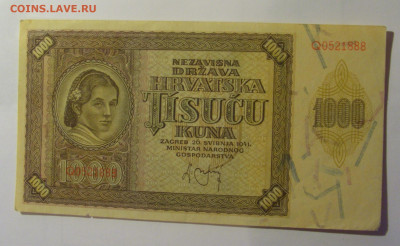 COINS.LAVE.RU
1000
NEZAVISNA
DRŽAVA
HRVATSKA
TISUĆU
KUNA
ZAGREB 26. SVIBNJA 1941.
MINISTAR NARODNOG
GOSPODARSTVA
Q0521888
1000
1000
1000
1000